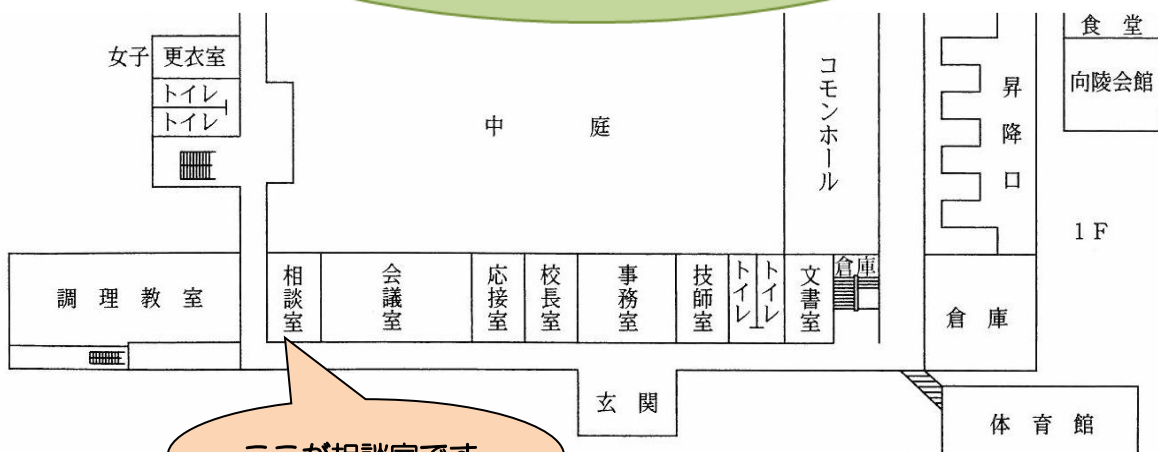 食堂
女子
更衣室
トイレ
トイレ
中庭
コモンホール
昇降口
向陵会館
1F
調理教室
相談室
会議室
応接室
校長室
事務室
技師室
トイレ
トイレ
文書室
倉庫
倉庫
玄関
体育館
ここが相談室です